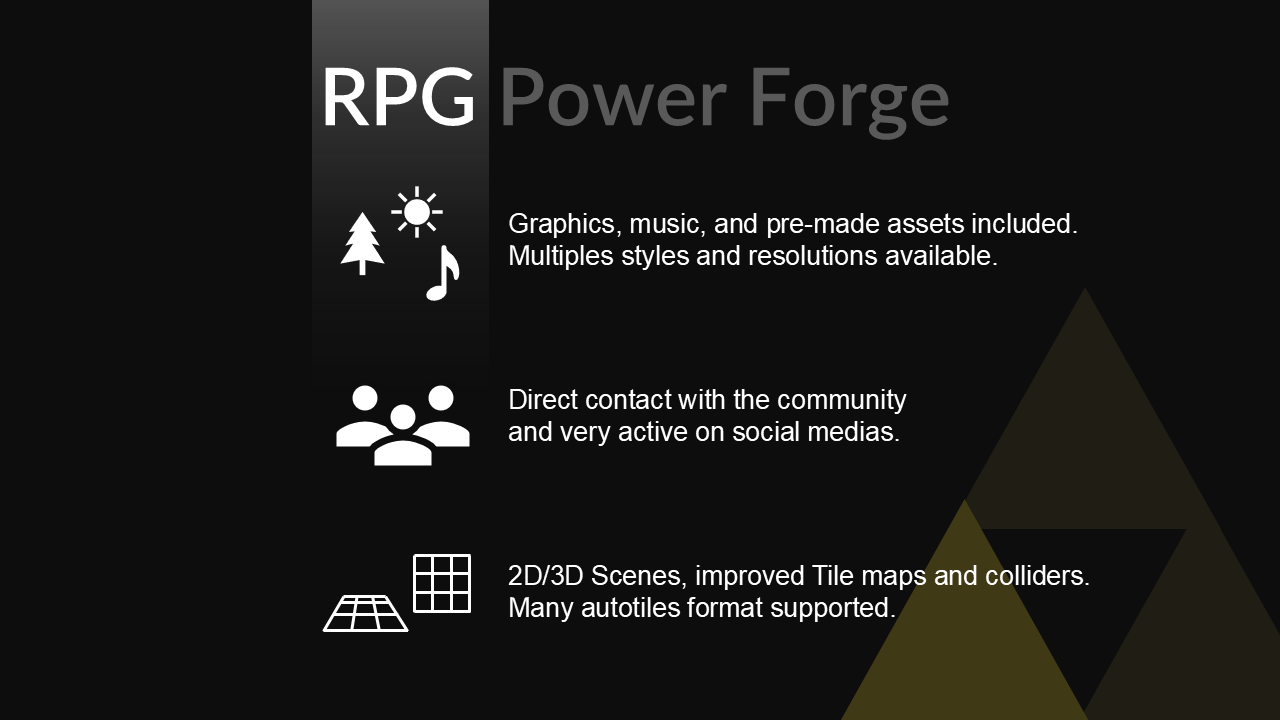 RPG Power Forge
Graphics, music, and pre-made assets included.
Multiples styles and resolutions available.
Direct contact with the community
and very active on social medias.
2D/3D Scenes, improved Tile maps and colliders.
Many autotiles format supported.